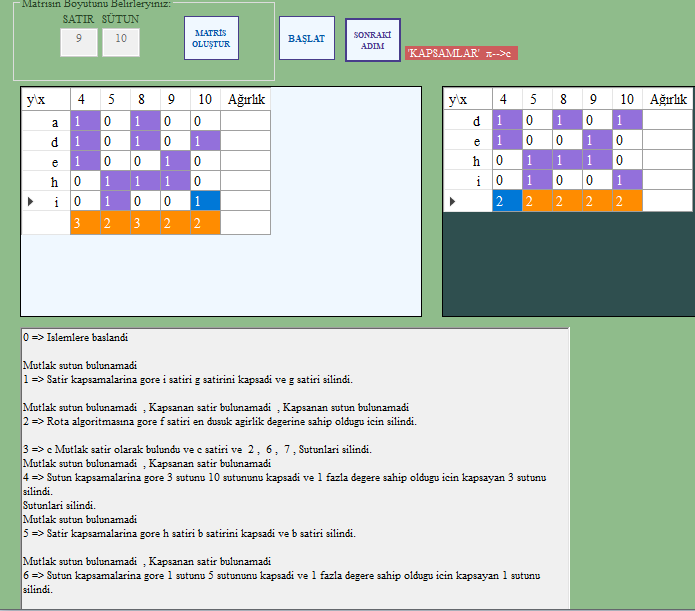 Matrisin Boyutunu Belirleryiniz:
SATIR SÜTUN
9 10
MATRİS
OLUŞTUR
BAŞLAT
SONRAKİ
ADIM
'KAPSAMLAR' π-->c
y\x 4 5 8 9 10 Ağırlık
a 1 0 1 0 0
d 1 0 1 0 1
e 1 0 0 1 0
h 0 1 1 1 0
i 0 1 0 0 1
3 2 3 2 2
y\x 4 5 8 9 10 Ağırlık
d 1 0 1 0 1
e 1 0 0 1 0
h 0 1 1 1 0
i 0 1 0 0 1
2 2 2 2 2
0 => Islemlere baslandi
Mutlak sutun bulunamadi
1 => Satir kapsamalarina gore i satiri g satirini kapsadi ve g satiri silindi.
Mutlak sutun bulunamadi , Kapsanan satir bulunamadi , Kapsanan sutun bulunamadi
2 => Rota algoritmasına gore f satiri en dusuk agirlik degerine sahip oldugu icin silindi.
3 => c Mutlak satir olarak bulundu ve c satiri ve 2 , 6 , 7 , Sutunlari silindi.
Mutlak sutun bulunamadi , Kapsanan satir bulunamadi
4 => Sutun kapsamalarina gore 3 sutunu 10 sutununu kapsadi ve 1 fazla degere sahip oldugu icin kapsayan 3 sutunu
silindi.
Sutunlari silindi.
Mutlak sutun bulunamadi
5 => Satir kapsamalarina gore h satiri b satirini kapsadi ve b satiri silindi.
Mutlak sutun bulunamadi , Kapsanan satir bulunamadi
6 => Sutun kapsamalarina gore 1 sutunu 5 sutununu kapsadi ve 1 fazla degere sahip oldugu icin kapsayan 1 sutunu
silindi.